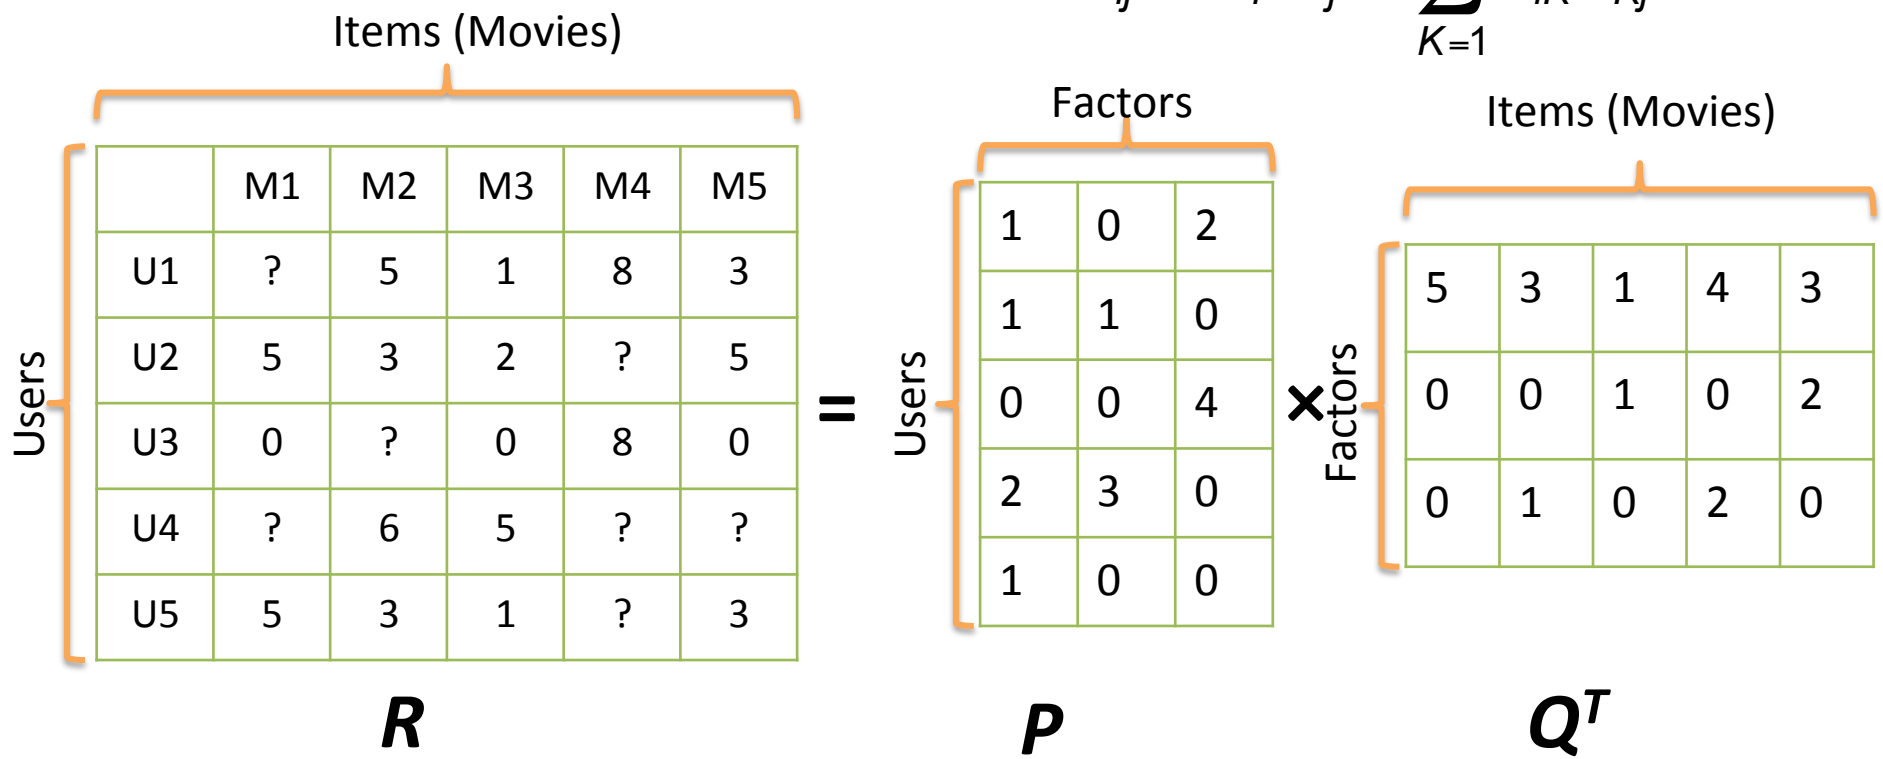 Items (Movies)
K=1
Factors
Items (Movies)
Users
M1 M2 M3 M4 M5
U1 ? 5 1 8 3
U2 5 3 2 ? 5
U3 0 ? 0 8 0
U4 ? 6 5 ? ?
U5 5 3 1 ? 3
=
Users
1 0 2
1 1 0
0 0 4
2 3 0
1 0 0
×
Factors
5 3 1 4 3
0 0 1 0 2
0 1 0 2 0
R
P
Q^T